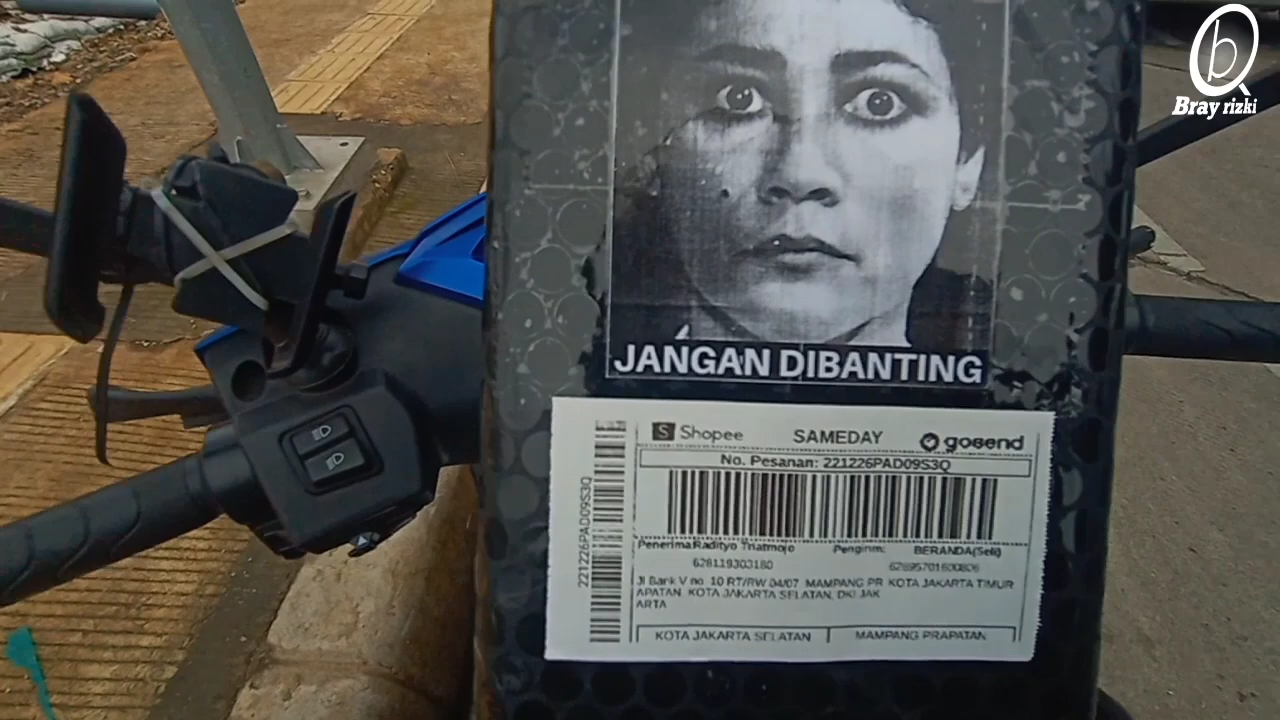 Bray rizki
JANGAN DIBANTING
S Shopee SAMEDAY gosend
No. Pesanan: 221226PAD09S3Q
221226PAD09S3Q
Penerima: Radityo Triatmojo Pengirim: BERANDA(Seli)
628119303180 62895701600806
Jl Bank V no. 10 RT/RW 04/07 MAMPANG PR KOTA JAKARTA TIMUR
APATAN, KOTA JAKARTA SELATAN, DKI JAK
ARTA
KOTA JAKARTA SELATAN MAMPANG PRAPATAN